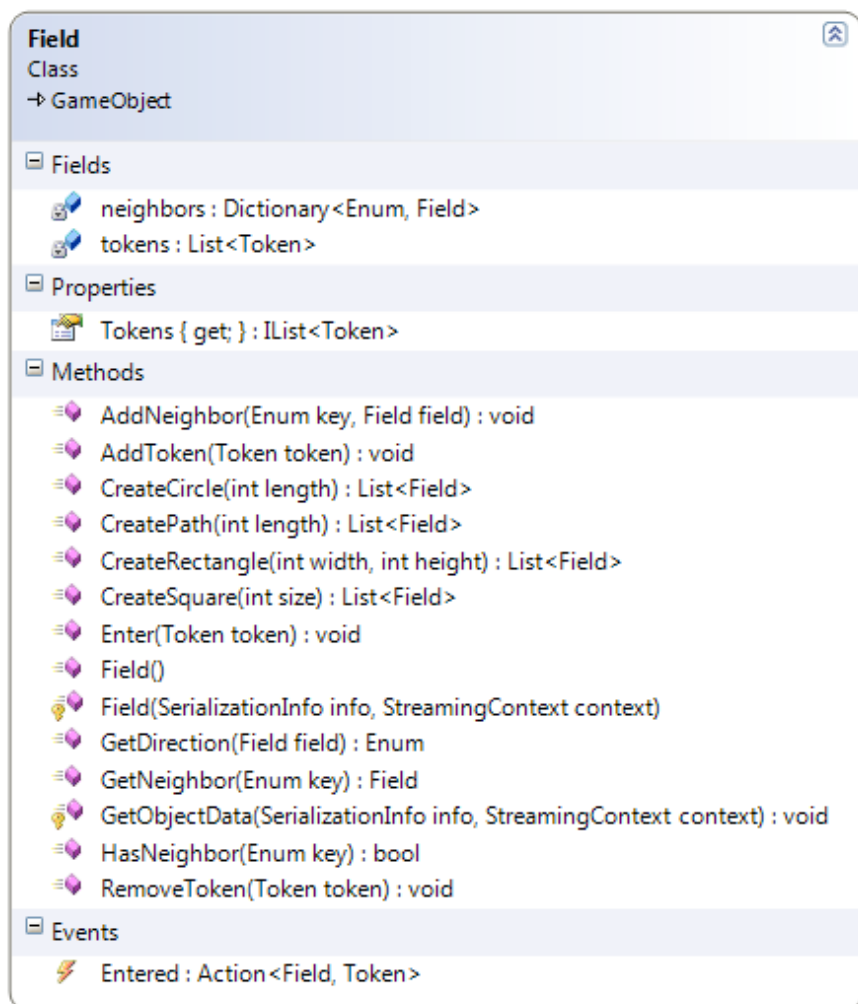 Field
Class
GameObject
Fields
neighbors : Dictionary<Enum, Field>
tokens : List<Token>
Properties
Tokens { get; } : IList<Token>
Methods
AddNeighbor(Enum key, Field field) : void
AddToken(Token token) : void
CreateCircle(int length) : List<Field>
CreatePath(int length) : List<Field>
CreateRectangle(int width, int height) : List<Field>
CreateSquare(int size) : List<Field>
Enter(Token token) : void
Field()
Field(SerializationInfo info, StreamingContext context)
GetDirection(Field field) : Enum
GetNeighbor(Enum key) : Field
GetObjectData(SerializationInfo info, StreamingContext context) : void
HasNeighbor(Enum key) : bool
RemoveToken(Token token) : void
Events
Entered : Action<Field, Token>